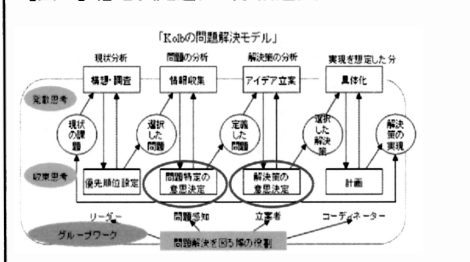 「Kolbの問題解決モデル」
現状分析 問題の分析 解決策の分析 実現を想定した分
構想・調査 情報収集 アイデア立案 具体化
発散思考
現状の課題 選択した問題 定義した問題 選択した解決策 解決策の実現
収束思考
優先順位設定 問題特定の意思決定 解決策の意思決定 計画
リーダー 問題感知 立案者 コーディネーター
グループワーク
問題解決を図る際の役割